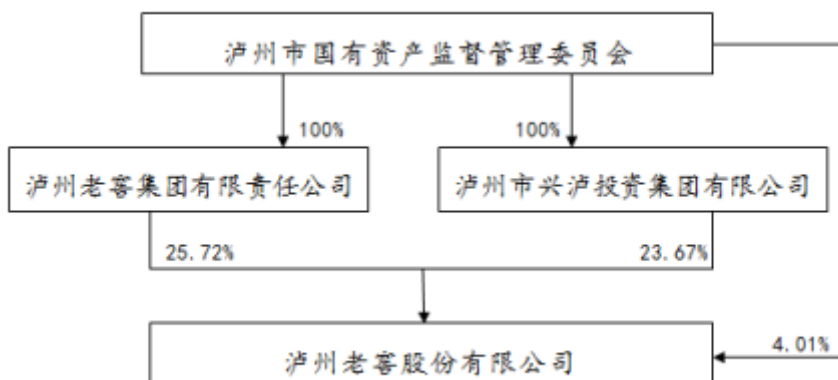 泸州市国有资产监督管理委员会
100%
100%
泸州老窖集团有限责任公司
泸州市兴泸投资集团有限公司
25.72%
23.67%
4.01%
泸州老窖股份有限公司